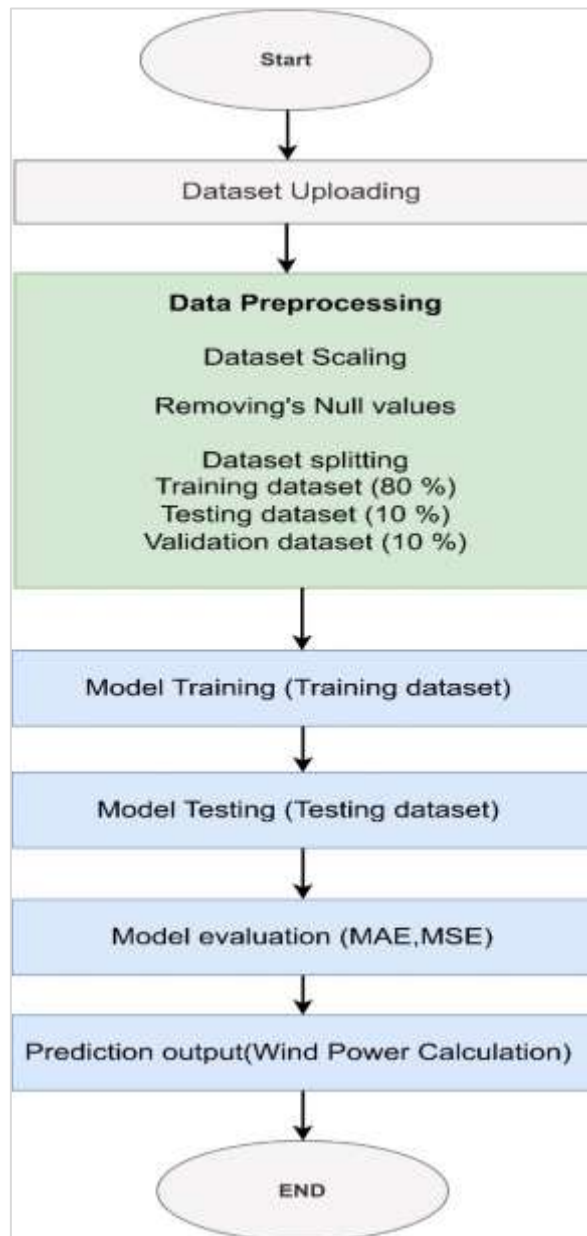 Start
Dataset Uploading
Data Preprocessing
Dataset Scaling
Removing's Null values
Dataset splitting
Training dataset (80 %)
Testing dataset (10 %)
Validation dataset (10 %)
Model Training (Training dataset)
Model Testing (Testing dataset)
Model evaluation (MAE,MSE)
Prediction output(Wind Power Calculation)
END